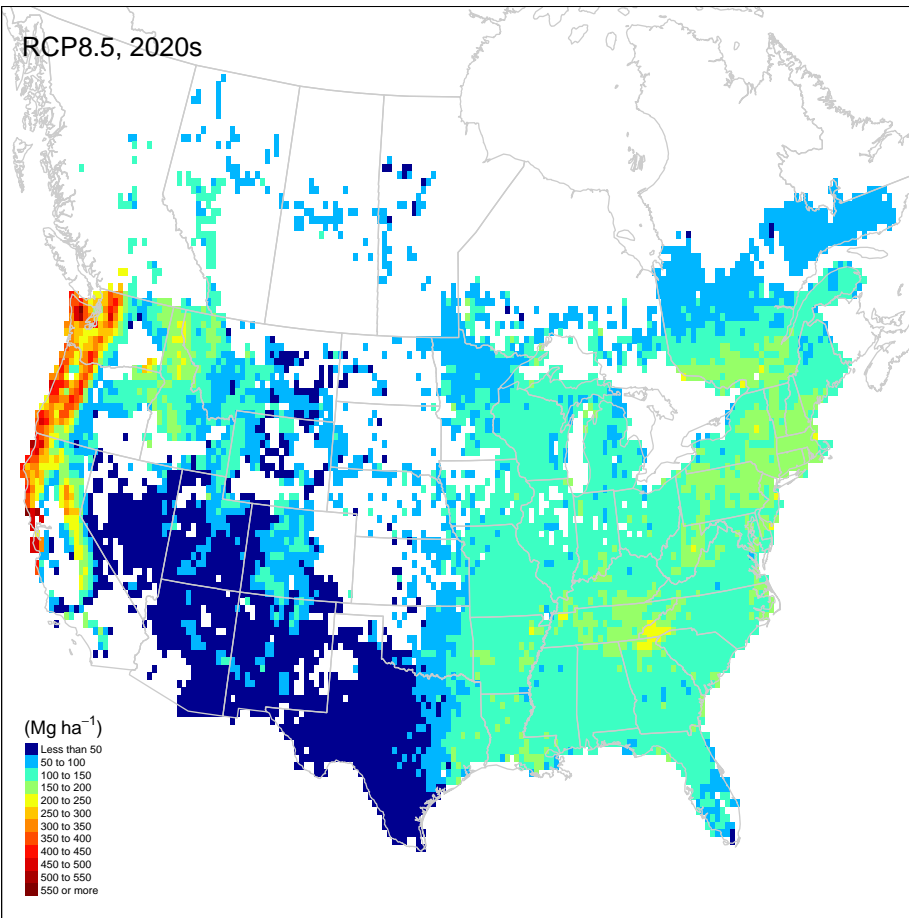 RCP8.5, 2020s
(Mg ha⁻¹)
Less than 50
50 to 100
100 to 150
150 to 200
200 to 250
250 to 300
300 to 350
350 to 400
400 to 450
450 to 500
500 to 550
550 or more